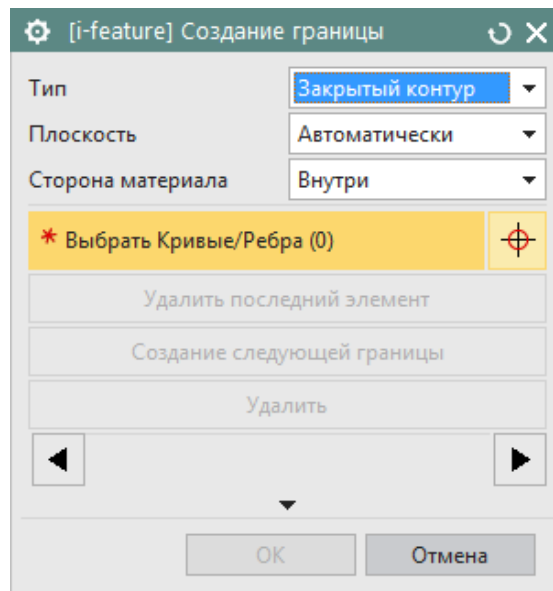 [i-feature] Создание границы
Тип Закрытый контур
Плоскость Автоматически
Сторона материала Внутри
* Выбрать Кривые/Ребра (0)
Удалить последний элемент
Создание следующей границы
Удалить
ОК Отмена